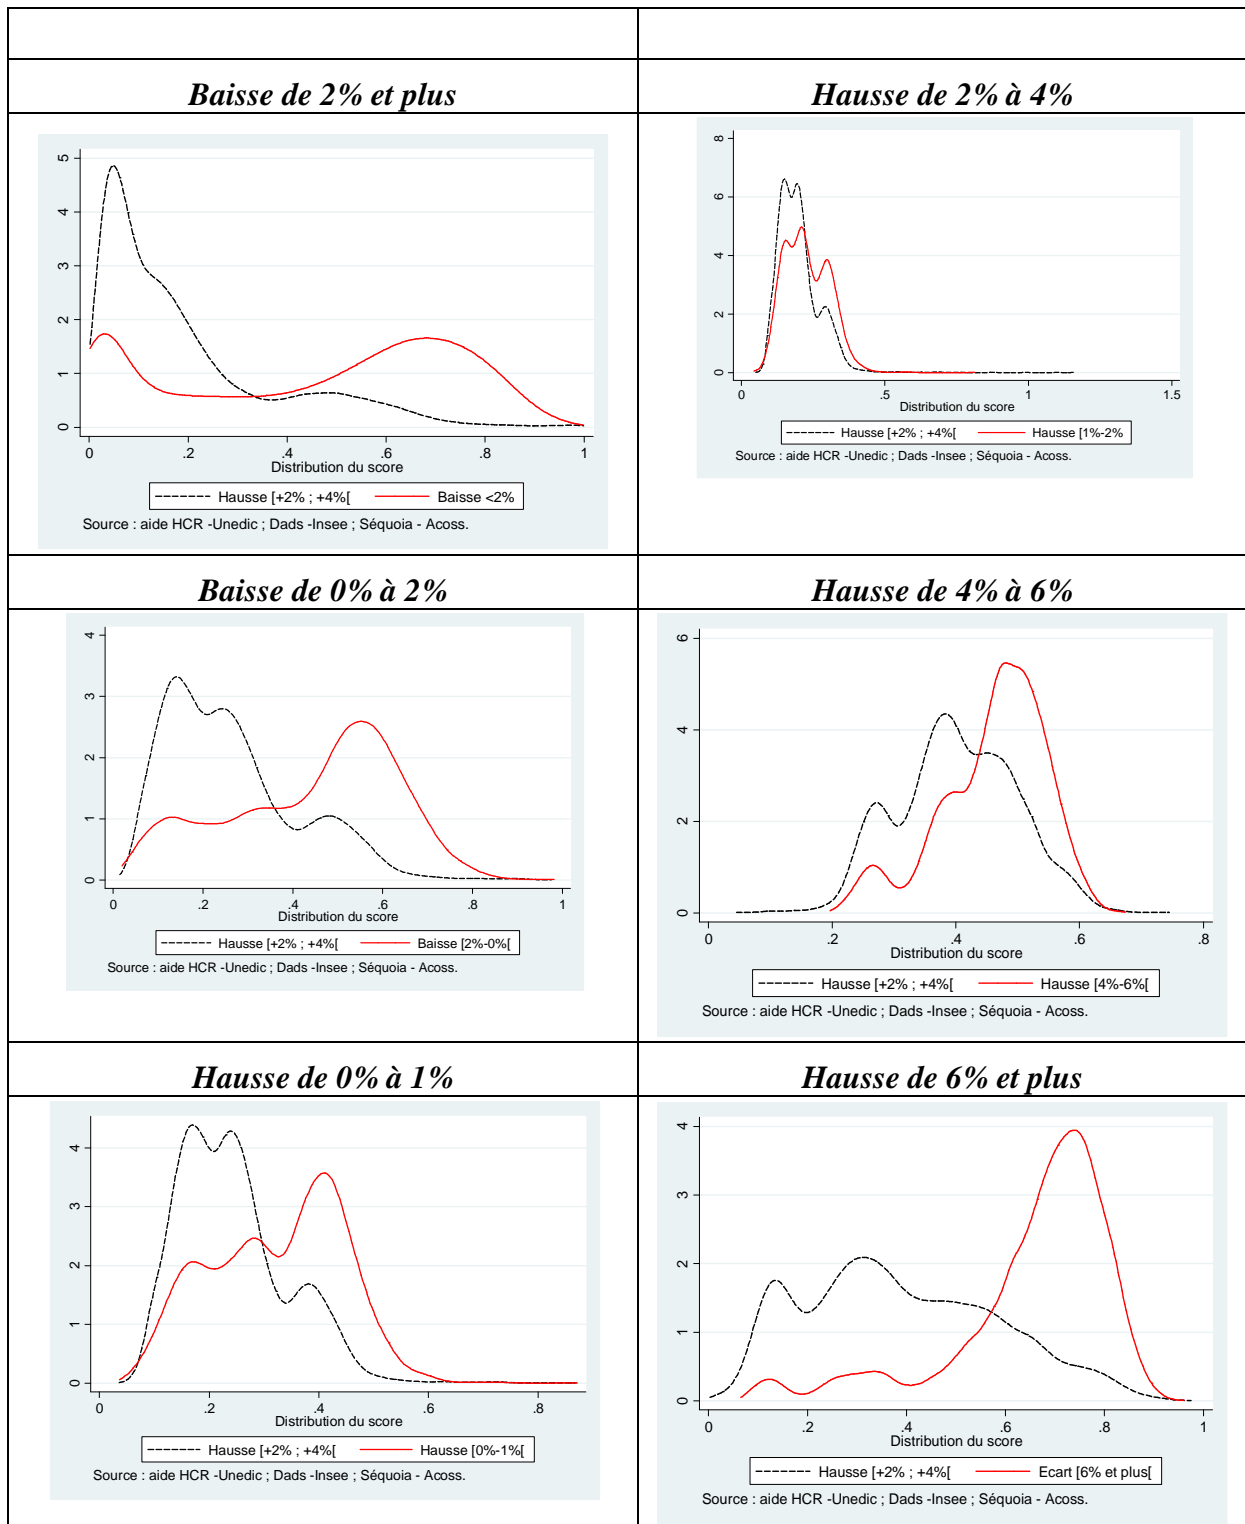 Baisse de 2% et plus
Hausse de 2% à 4%
5
4
3
2
1
0
0 .2 .4 .6 .8 1
Distribution du score
Hausse [+2% ; +4%[ Baisse <2%
Source : aide HCR -Unedic ; Dads -Insee ; Séquoia - Acoss.
8
6
4
2
0
0 .5 1 1.5
Distribution du score
Hausse [+2% ; +4%[ Hausse [1%-2%
Source : aide HCR -Unedic ; Dads -Insee ; Séquoia - Acoss.
Baisse de 0% à 2%
Hausse de 4% à 6%
4
3
2
1
0
0 .2 .4 .6 .8 1
Distribution du score
Hausse [+2% ; +4%[ Baisse [2%-0%[
Source : aide HCR -Unedic ; Dads -Insee ; Séquoia - Acoss.
6
4
2
0
0 .2 .4 .6 .8
Distribution du score
Hausse [+2% ; +4%[ Hausse [4%-6%[
Source : aide HCR -Unedic ; Dads -Insee ; Séquoia - Acoss.
Hausse de 0% à 1%
Hausse de 6% et plus
4
3
2
1
0
0 .2 .4 .6 .8
Distribution du score
Hausse [+2% ; +4%[ Hausse [0%-1%[
Source : aide HCR -Unedic ; Dads -Insee ; Séquoia - Acoss.
4
3
2
1
0
0 .2 .4 .6 .8 1
Distribution du score
Hausse [+2% ; +4%[ Ecart [6% et plus[
Source : aide HCR -Unedic ; Dads -Insee ; Séquoia - Acoss.